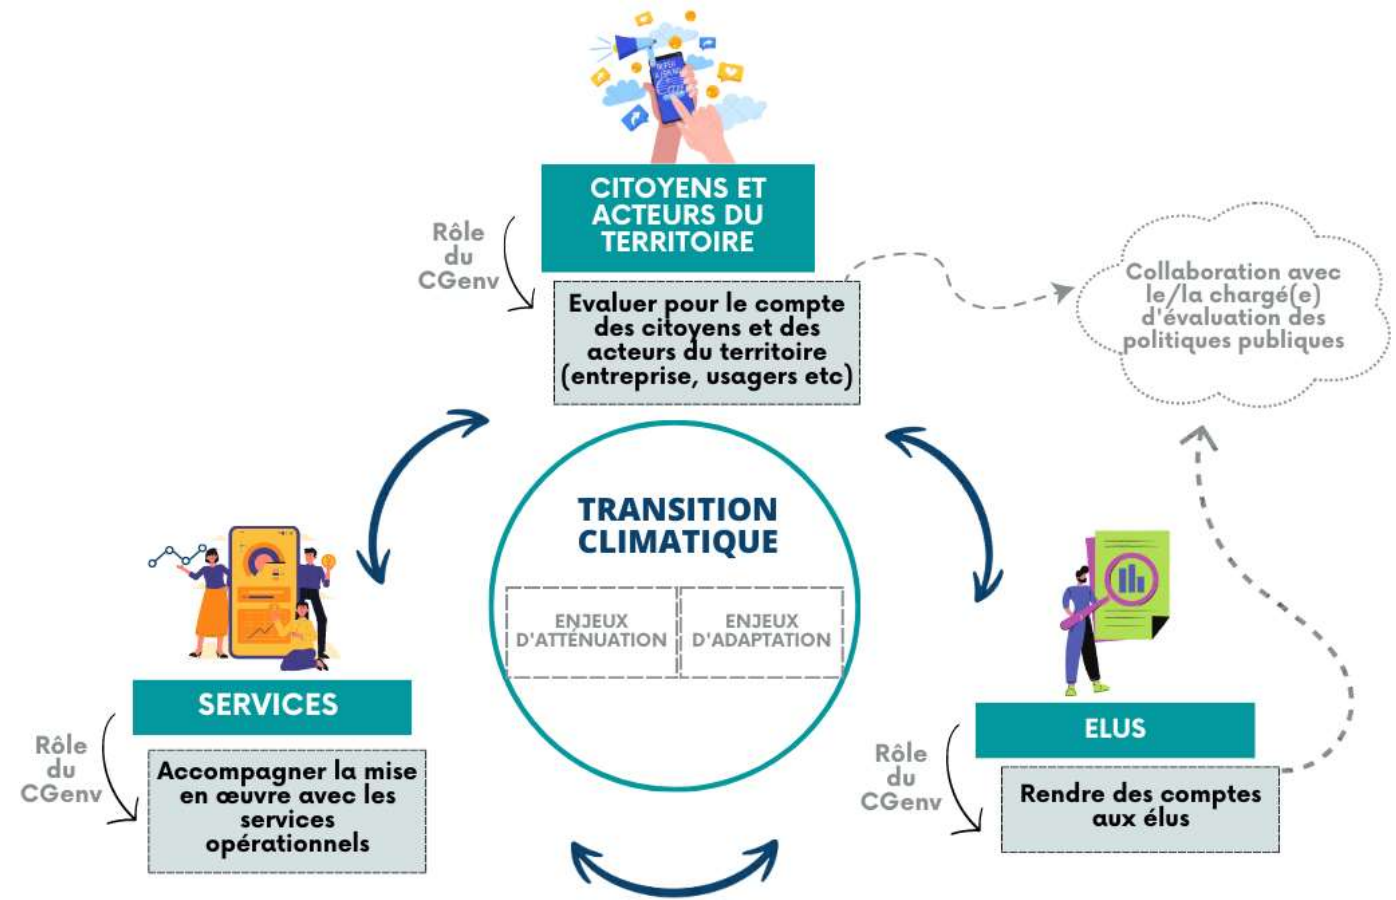 CITOYENS ET
ACTEURS DU
TERRITOIRE
Rôle
du
CGenv
Evaluer pour le compte
des citoyens et des
acteurs du territoire
(entreprise, usagers etc)
Collaboration avec
le/la chargé(e)
d'évaluation des
politiques publiques
TRANSITION
CLIMATIQUE
ENJEUX
D'ATTÉNUATION
ENJEUX
D'ADAPTATION
SERVICES
Rôle
du
CGenv
Accompagner la mise
en œuvre avec les
services
opérationnels
ELUS
Rôle
du
CGenv
Rendre des comptes
aux élus